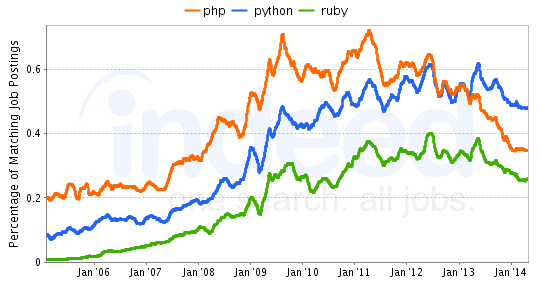 php python ruby
Percentage of Matching Job Postings
0.6
0.4
0.2
0
indeed
one search. all jobs.
Jan'06 Jan'07 Jan'08 Jan'09 Jan'10 Jan'11 Jan'12 Jan'13 Jan'14